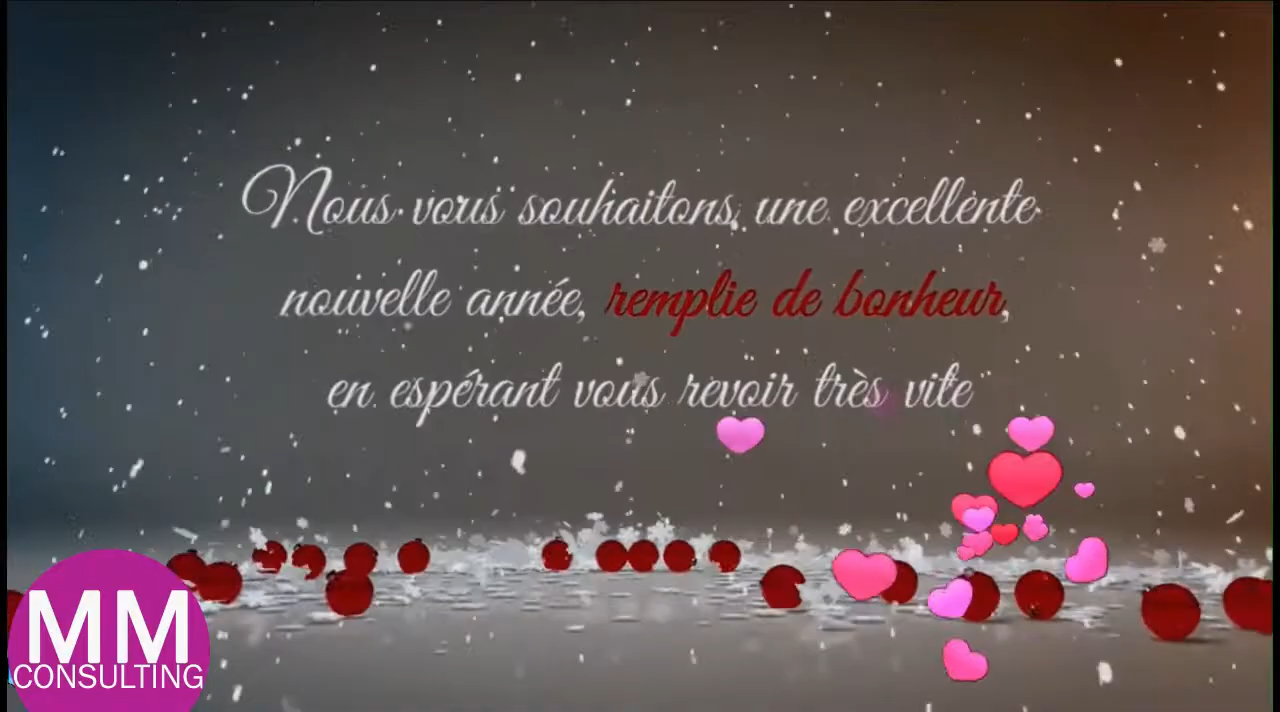 Nous vous souhaitons une excellente
nouvelle année, remplie de bonheur,
en espérant vous revoir très vite
MM
CONSULTING